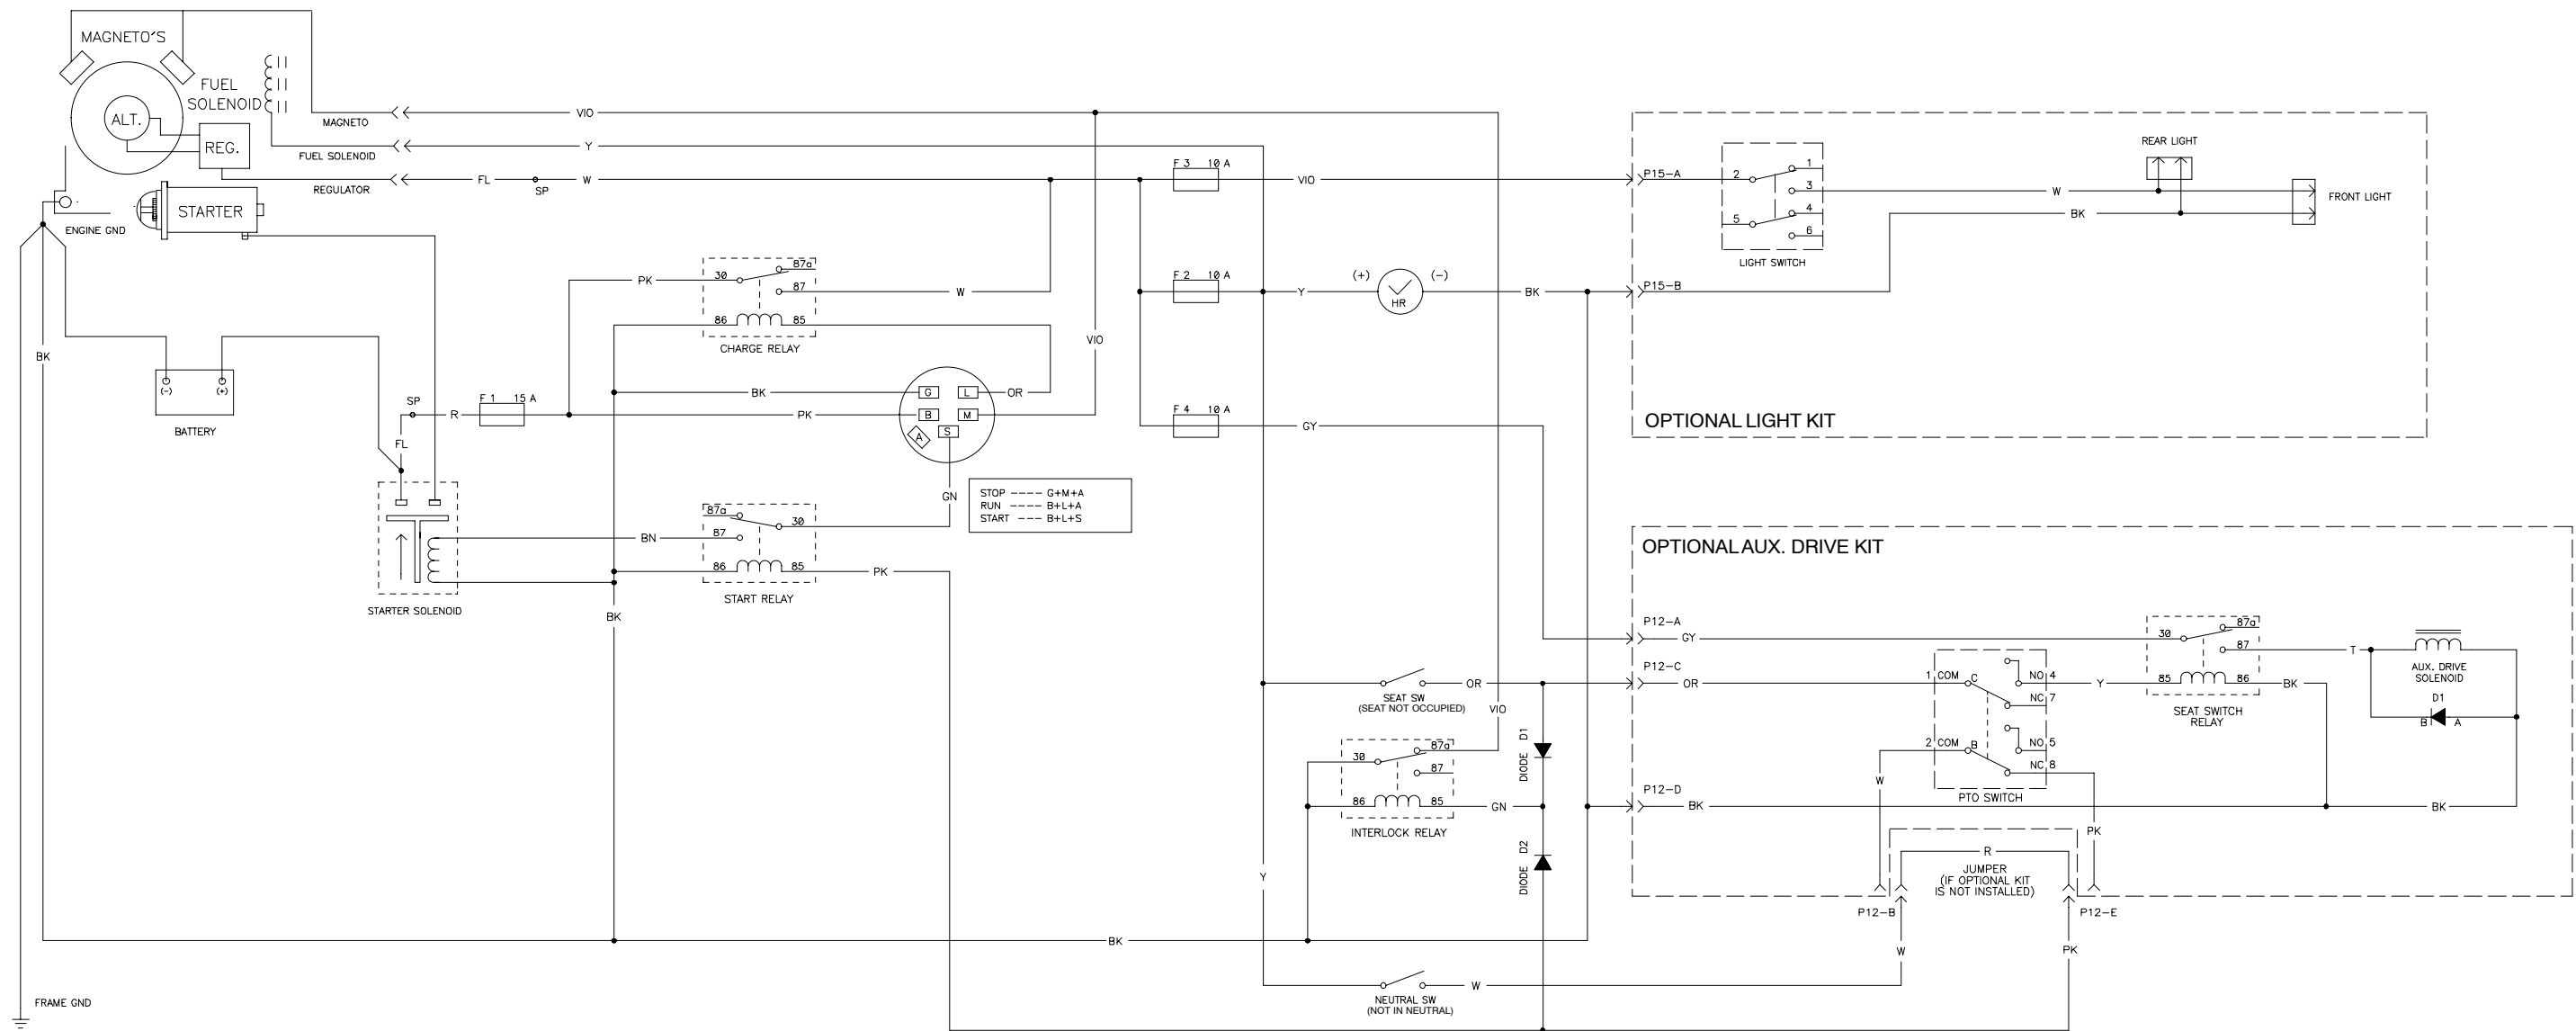 MAGNETO'S
FUEL
SOLENOID
ALT.
REG.
MAGNETO
VIO
FUEL SOLENOID
Y
REGULATOR
FL
SP
W
STARTER
ENGINE GND
BK
(-)
(+)
BATTERY
SP
R
F 1 15 A
FL
STARTER SOLENOID
FRAME GND
PK
30
87a
87
W
86
85
CHARGE RELAY
BK
PK
G
L
B
M
S
A
OR
VIO
GN
STOP ---- G+M+A
RUN ---- B+L+A
START --- B+L+S
87a
30
87
BN
86
85
PK
START RELAY
BK
BK
F 3 10 A
VIO
F 2 10 A
Y
(+)
HR
(-)
BK
F 4 10 A
GY
SEAT SW
(SEAT NOT OCCUPIED)
OR
VIO
30
87a
87
86
85
GN
INTERLOCK RELAY
DIODE D1
DIODE D2
Y
NEUTRAL SW
(NOT IN NEUTRAL)
W
P15-A
2
1
3
5
4
6
LIGHT SWITCH
REAR LIGHT
W
BK
FRONT LIGHT
P15-B
OPTIONAL LIGHT KIT
OPTIONAL AUX. DRIVE KIT
P12-A
GY
P12-C
OR
1 COM
C
NO 4
NC 7
2 COM
B
NO 5
NC 8
PTO SWITCH
Y
30
87a
87
85
86
BK
SEAT SWITCH
RELAY
T
AUX. DRIVE
SOLENOID
D1
B
A
P12-D
BK
BK
W
PK
R
JUMPER
(IF OPTIONAL KIT
IS NOT INSTALLED)
P12-B
P12-E
W
PK